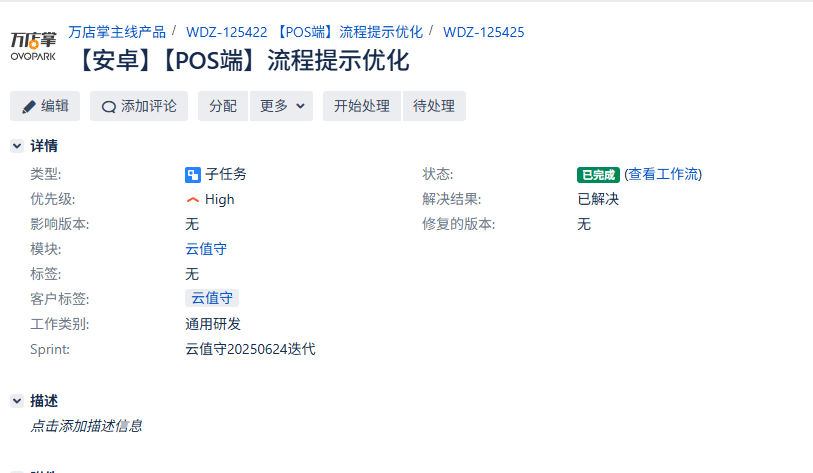 万店掌
OVOPARK
万店掌主线产品 / WDZ-125422 【POS端】流程提示优化 / WDZ-125425
【安卓】【POS端】流程提示优化
编辑 添加评论 分配 更多 开始处理 待处理
详情
类型: 子任务 状态: 已完成 (查看工作流)
优先级: High 解决结果: 已解决
影响版本: 无 修复的版本: 无
模块: 云值守
标签: 无
客户标签: 云值守
工作类别: 通用研发
Sprint: 云值守20250624迭代
描述
点击添加描述信息